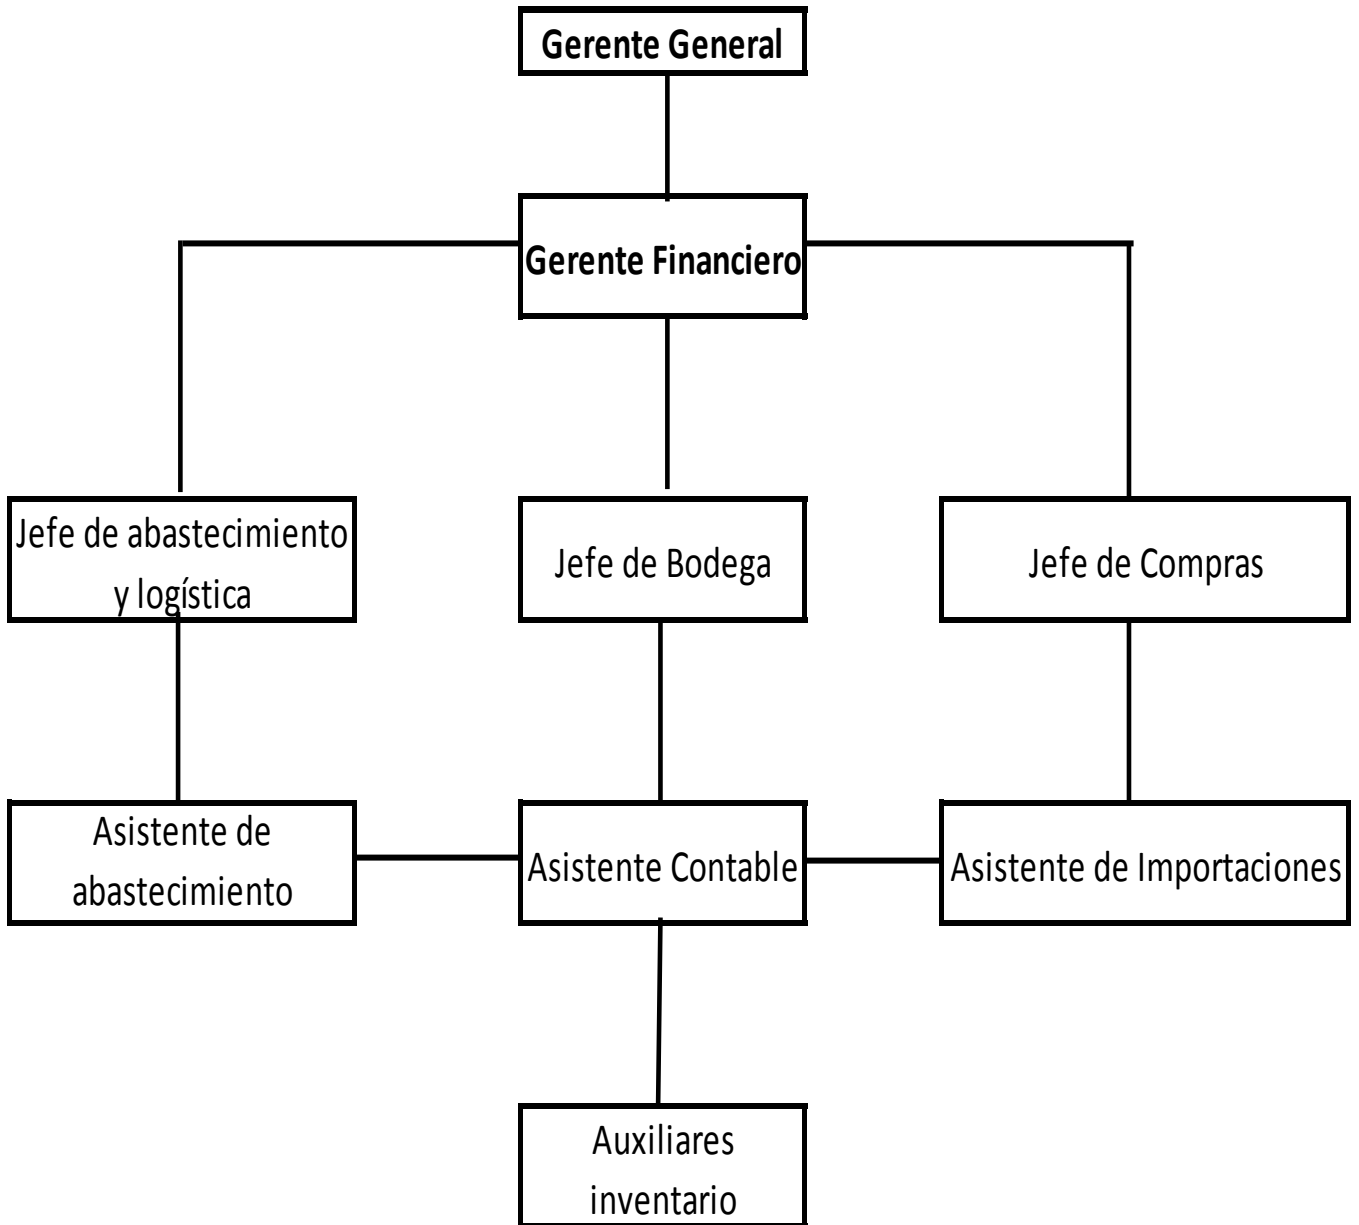 Gerente General
Gerente Financiero
Jefe de abastecimiento
y logística
Jefe de Bodega
Jefe de Compras
Asistente de
abastecimiento
Asistente Contable
Asistente de Importaciones
Auxiliares
inventario